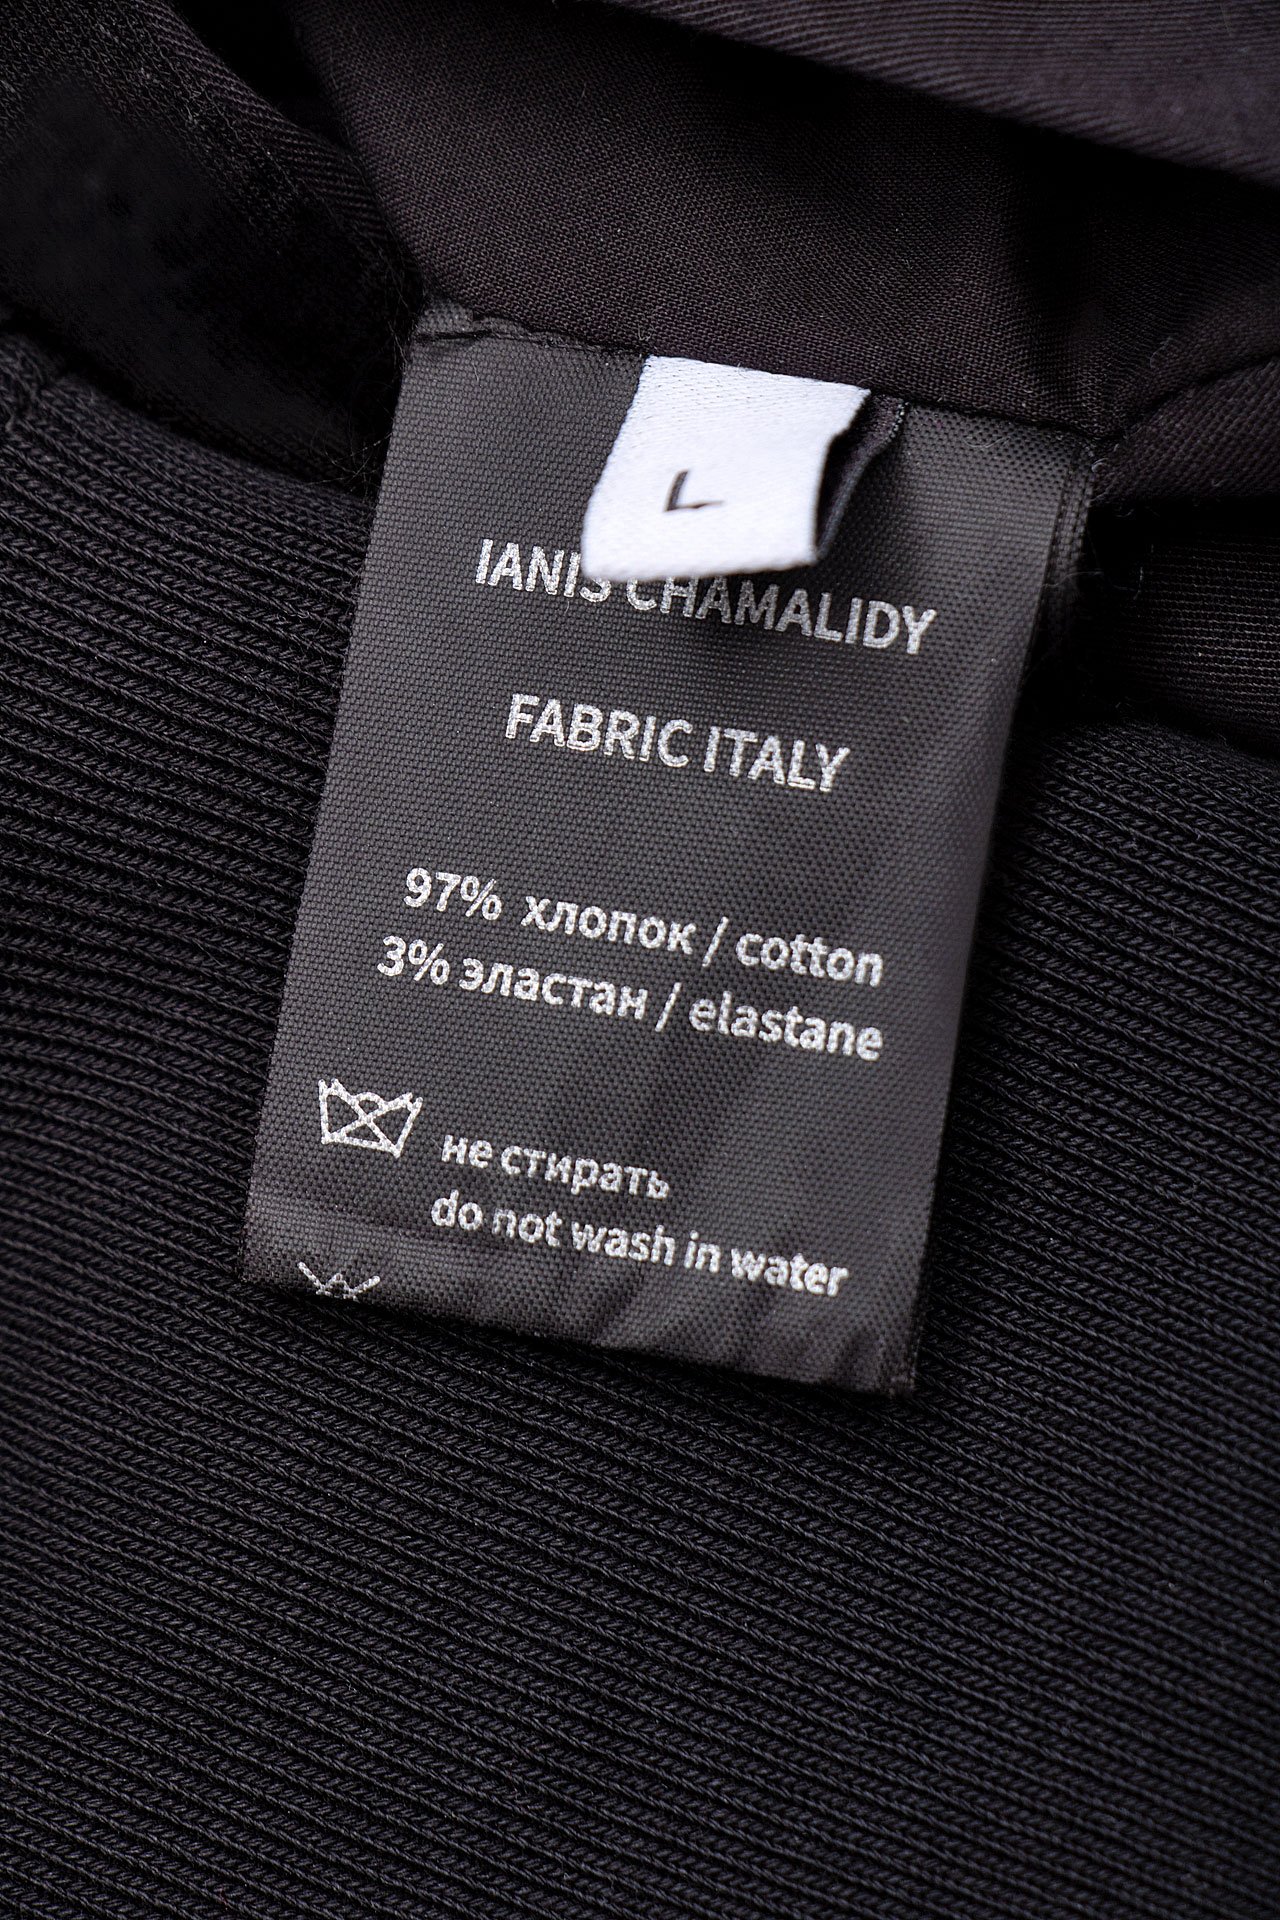 L
IANIS CHAMALIDY
FABRIC ITALY
97% хлопок / cotton
3% эластан / elastane
не стирать
do not wash in water